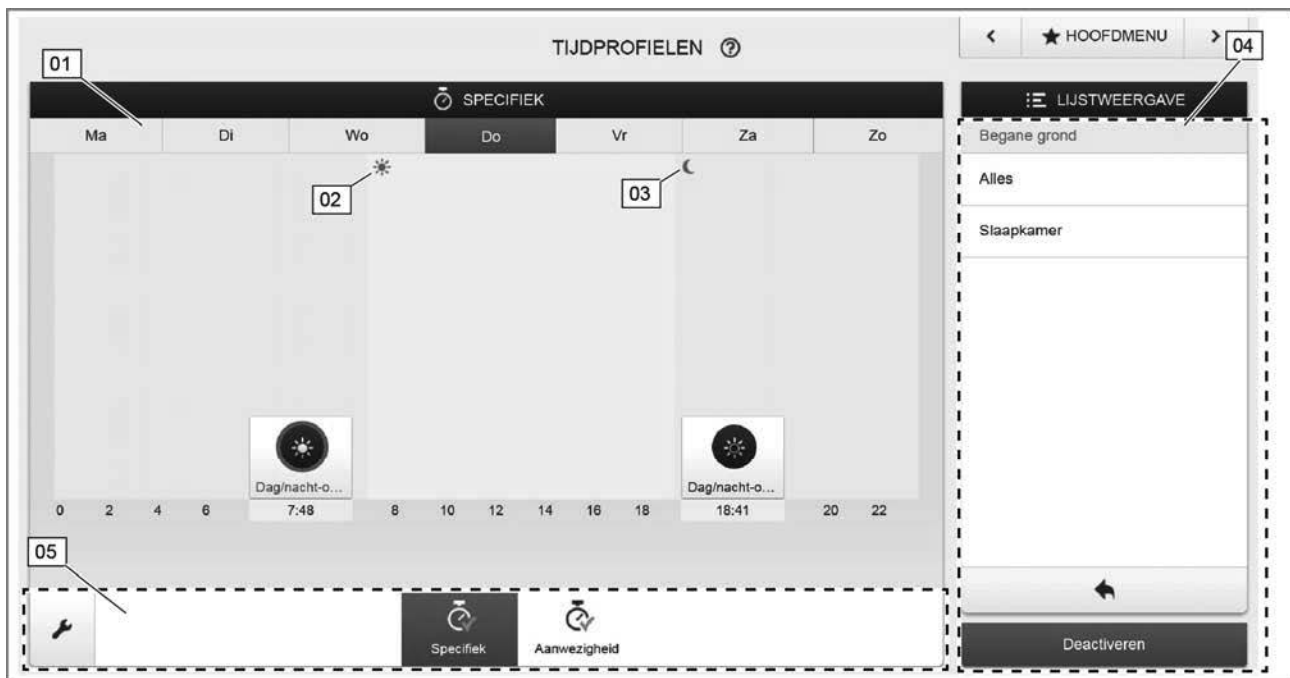 01
TIJDPROFIELEN ?
< ★ HOOFDMENU >
04
SPECIFIEK
LIJSTWEERGAVE
Ma Di Wo Do Vr Za Zo
Begane grond
02
03
Alles
Slaapkamer
Dag/nacht-o...
Dag/nacht-o...
0 2 4 6 7:48 8 10 12 14 16 18 18:41 20 22
05
Specifiek
Aanwezigheid
Deactiveren